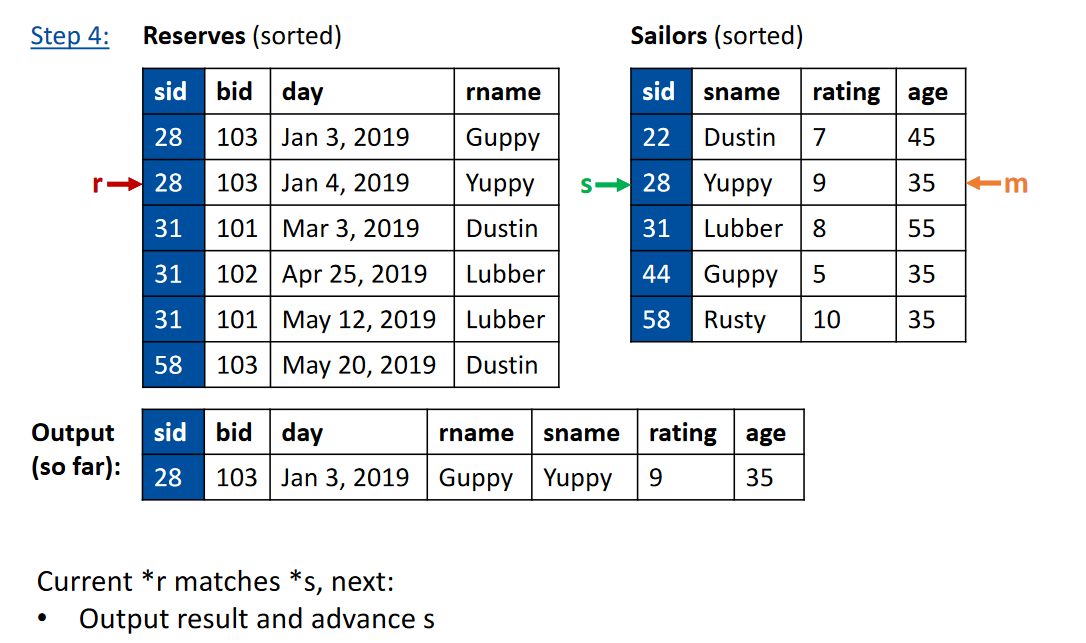 Step 4: Reserves (sorted) Sailors (sorted)
sid bid day rname
28 103 Jan 3, 2019 Guppy
r 28 103 Jan 4, 2019 Yuppy
31 101 Mar 3, 2019 Dustin
31 102 Apr 25, 2019 Lubber
31 101 May 12, 2019 Lubber
58 103 May 20, 2019 Dustin
sid sname rating age
22 Dustin 7 45
s 28 Yuppy 9 35 m
31 Lubber 8 55
44 Guppy 5 35
58 Rusty 10 35
Output
(so far):
sid bid day rname sname rating age
28 103 Jan 3, 2019 Guppy Yuppy 9 35
Current *r matches *s, next:
• Output result and advance s